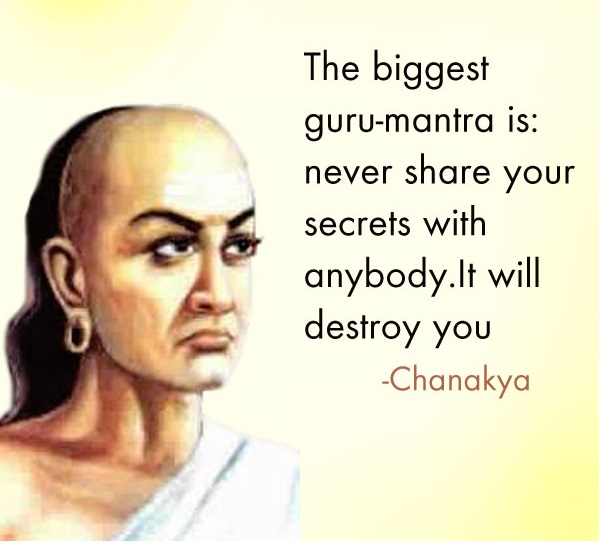 The biggest
guru-mantra is:
never share your
secrets with
anybody.It will
destroy you
-Chanakya